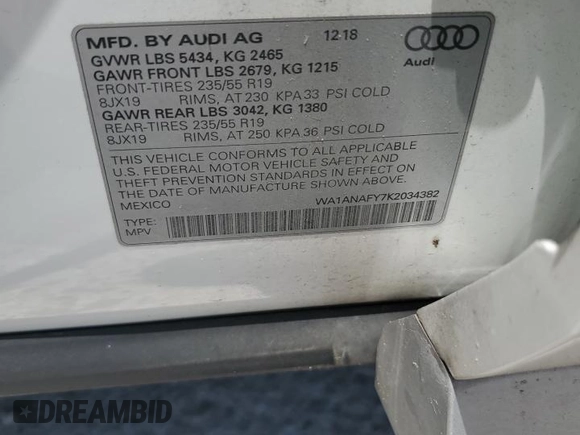 MFD. BY AUDI AG 12.18
GVWR LBS 5434, KG 2465
GAWR FRONT LBS 2679, KG 1215
FRONT-TIRES 235/55 R19
8JX19 RIMS, AT 230 KPA 33 PSI COLD
GAWR REAR LBS 3042, KG 1380
REAR-TIRES 235/55 R19
8JX19 RIMS, AT 250 KPA 36 PSI COLD
Audi
THIS VEHICLE CONFORMS TO ALL APPLICABLE
U.S. FEDERAL MOTOR VEHICLE SAFETY AND
THEFT PREVENTION STANDARDS IN EFFECT ON
THE DATE OF MANUFACTURE SHOWN ABOVE.
MEXICO WA1ANAFY7K2034382
TYPE:
MPV
DREAMBID